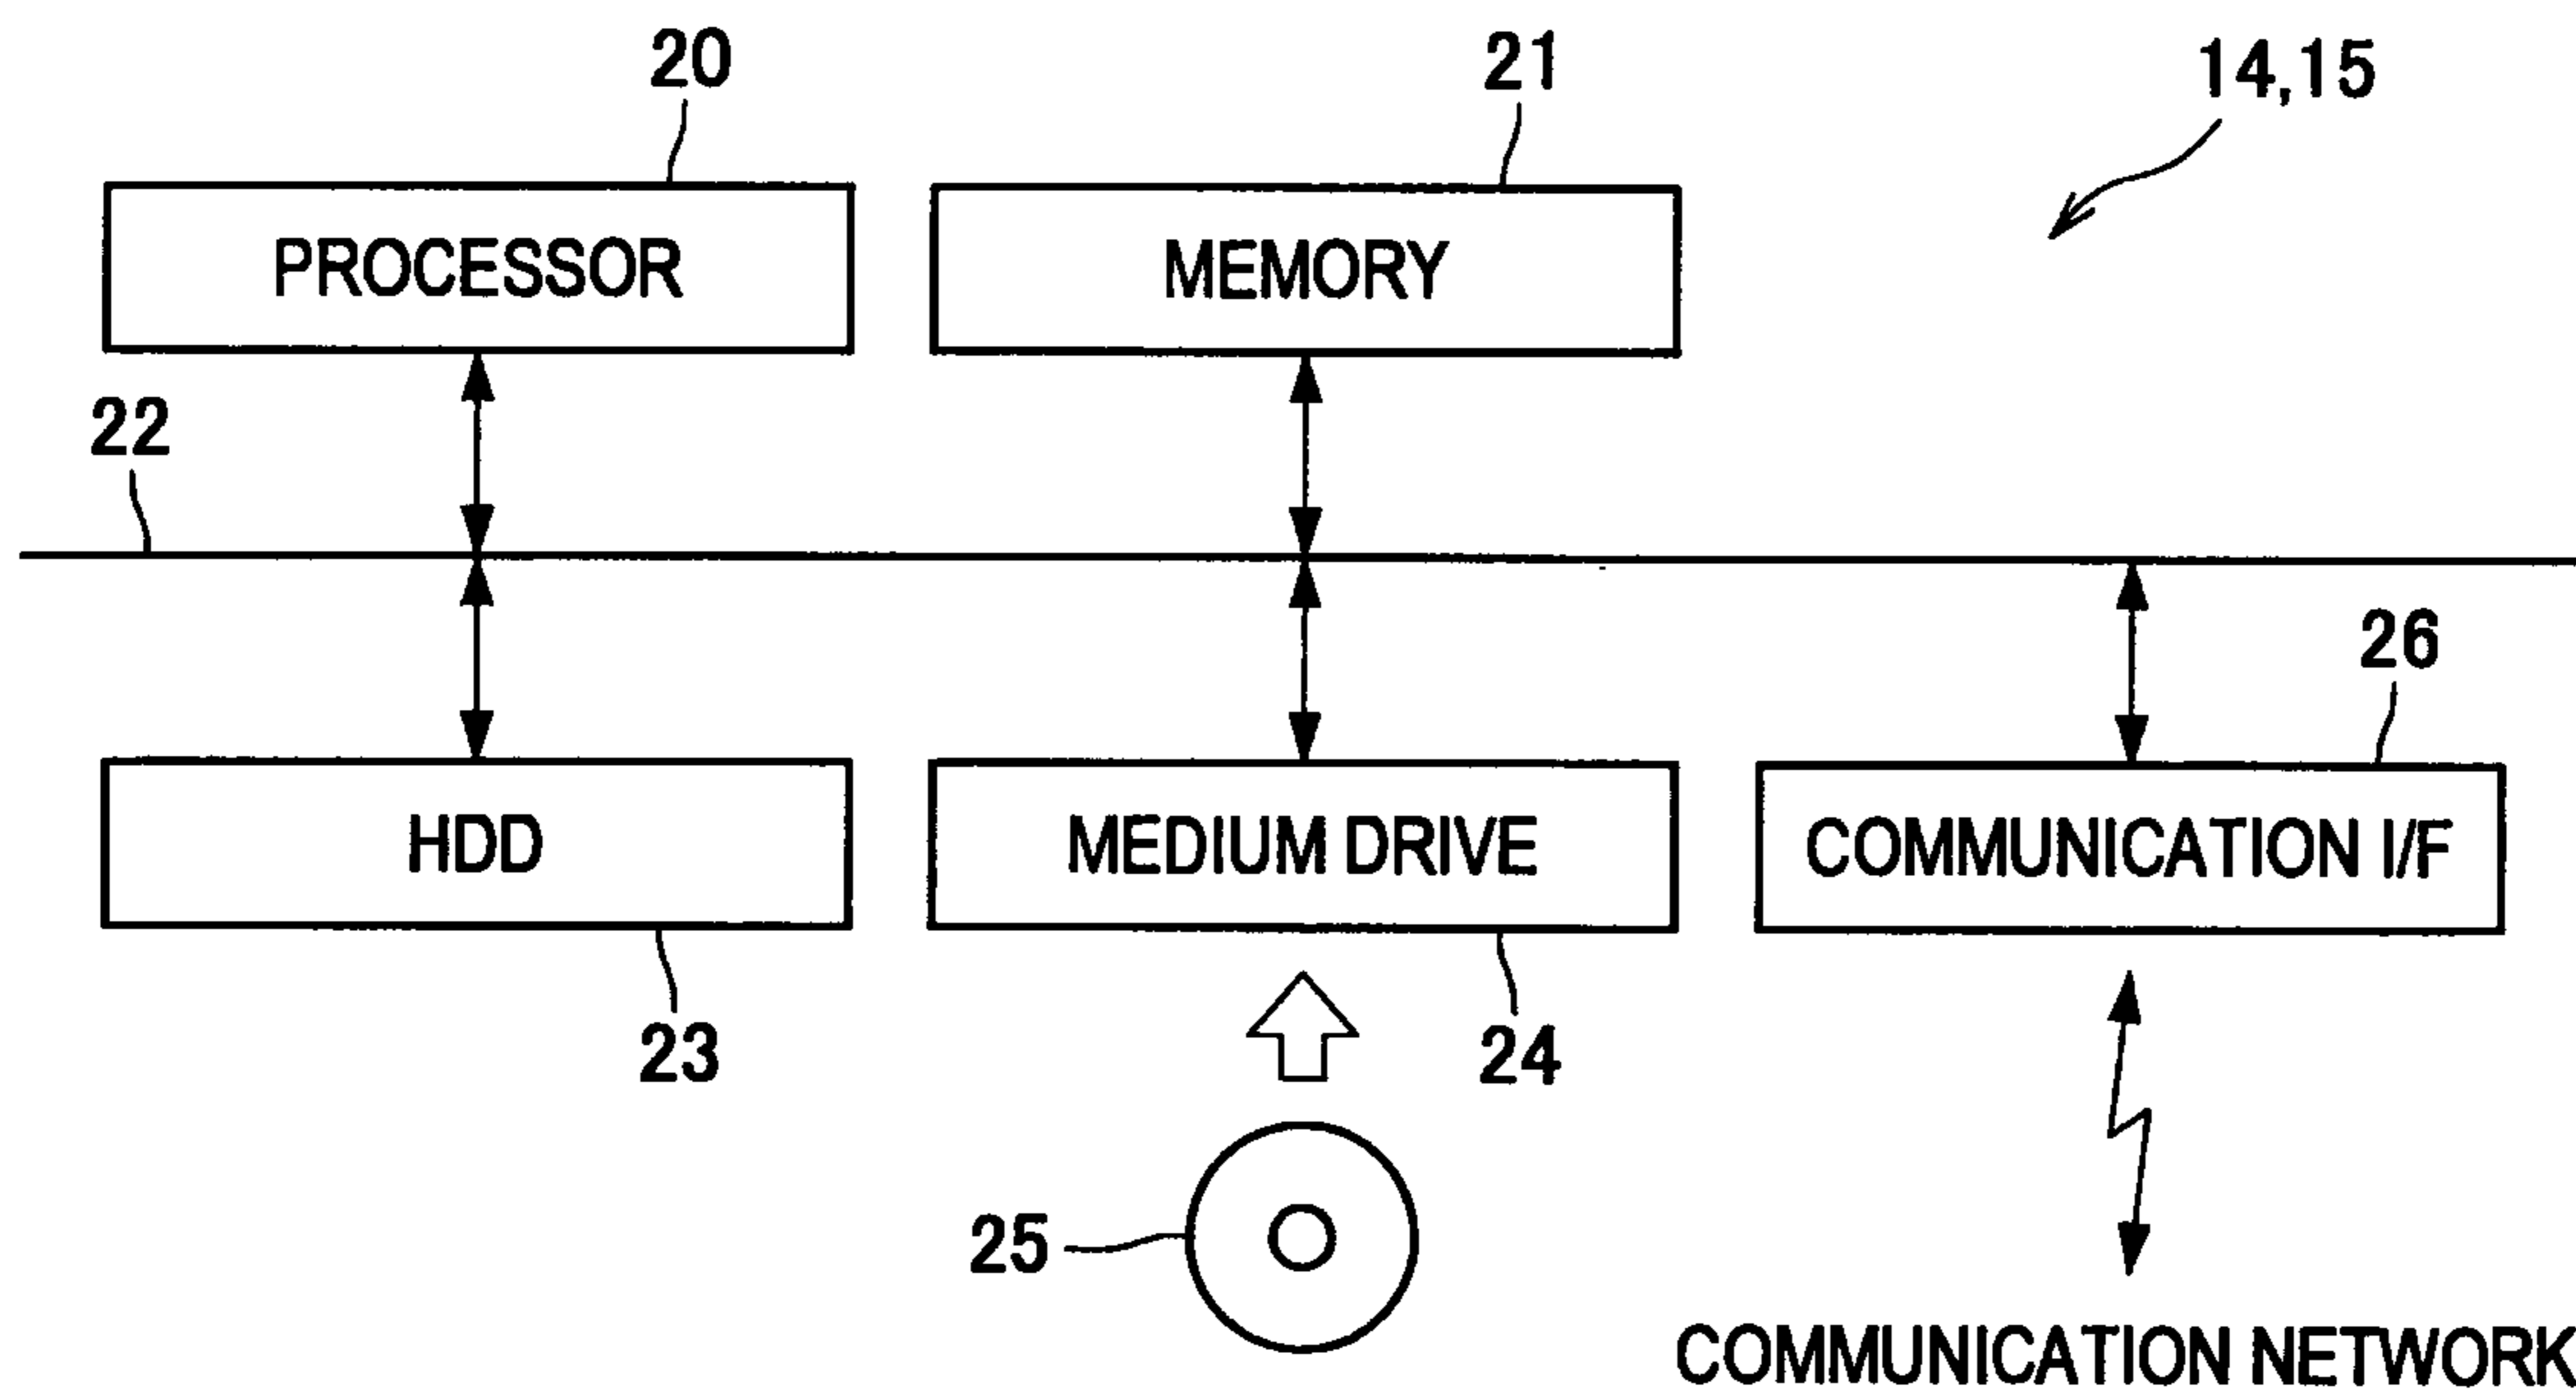 20
21
14,15
PROCESSOR
MEMORY
22
26
HDD
MEDIUM DRIVE
COMMUNICATION I/F
23
24
25
COMMUNICATION NETWORK